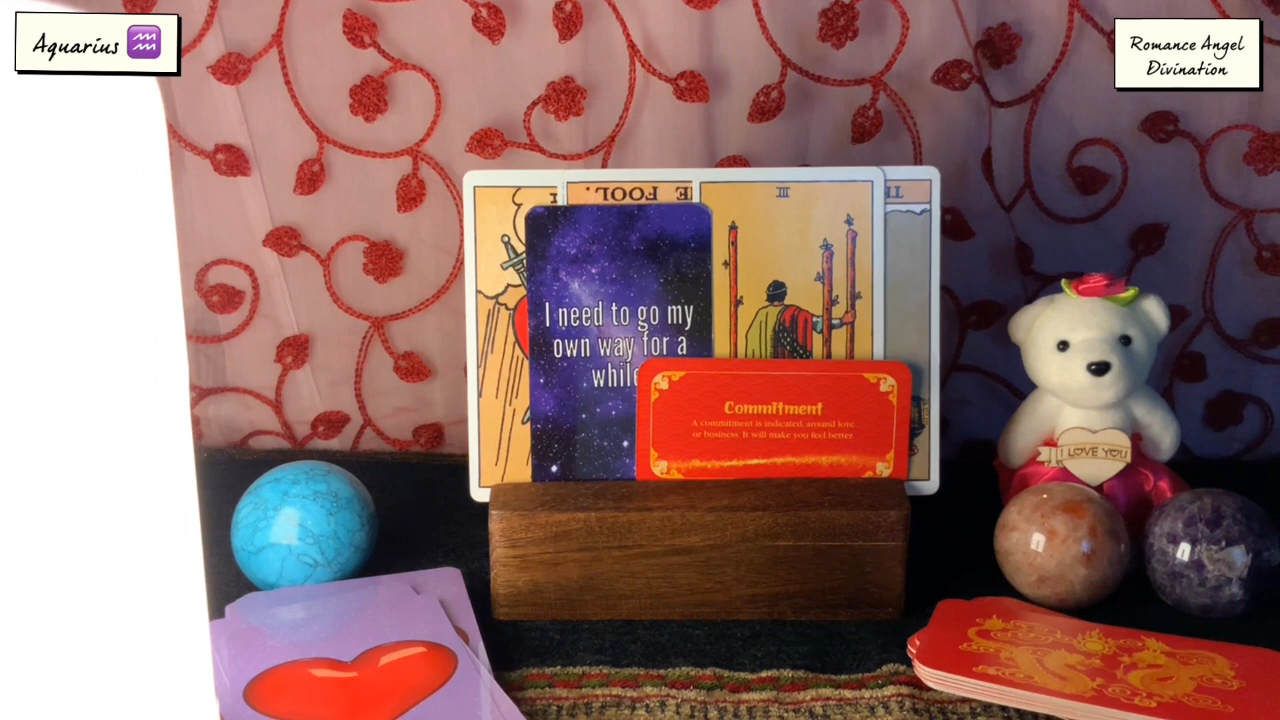 Aquarius ♒
Romance Angel
Divination
E FOOL.
III
I need to go my
own way for a
while
Commitment
A commitment is indicated, around love
or business. It will make you feel better
I LOVE YOU